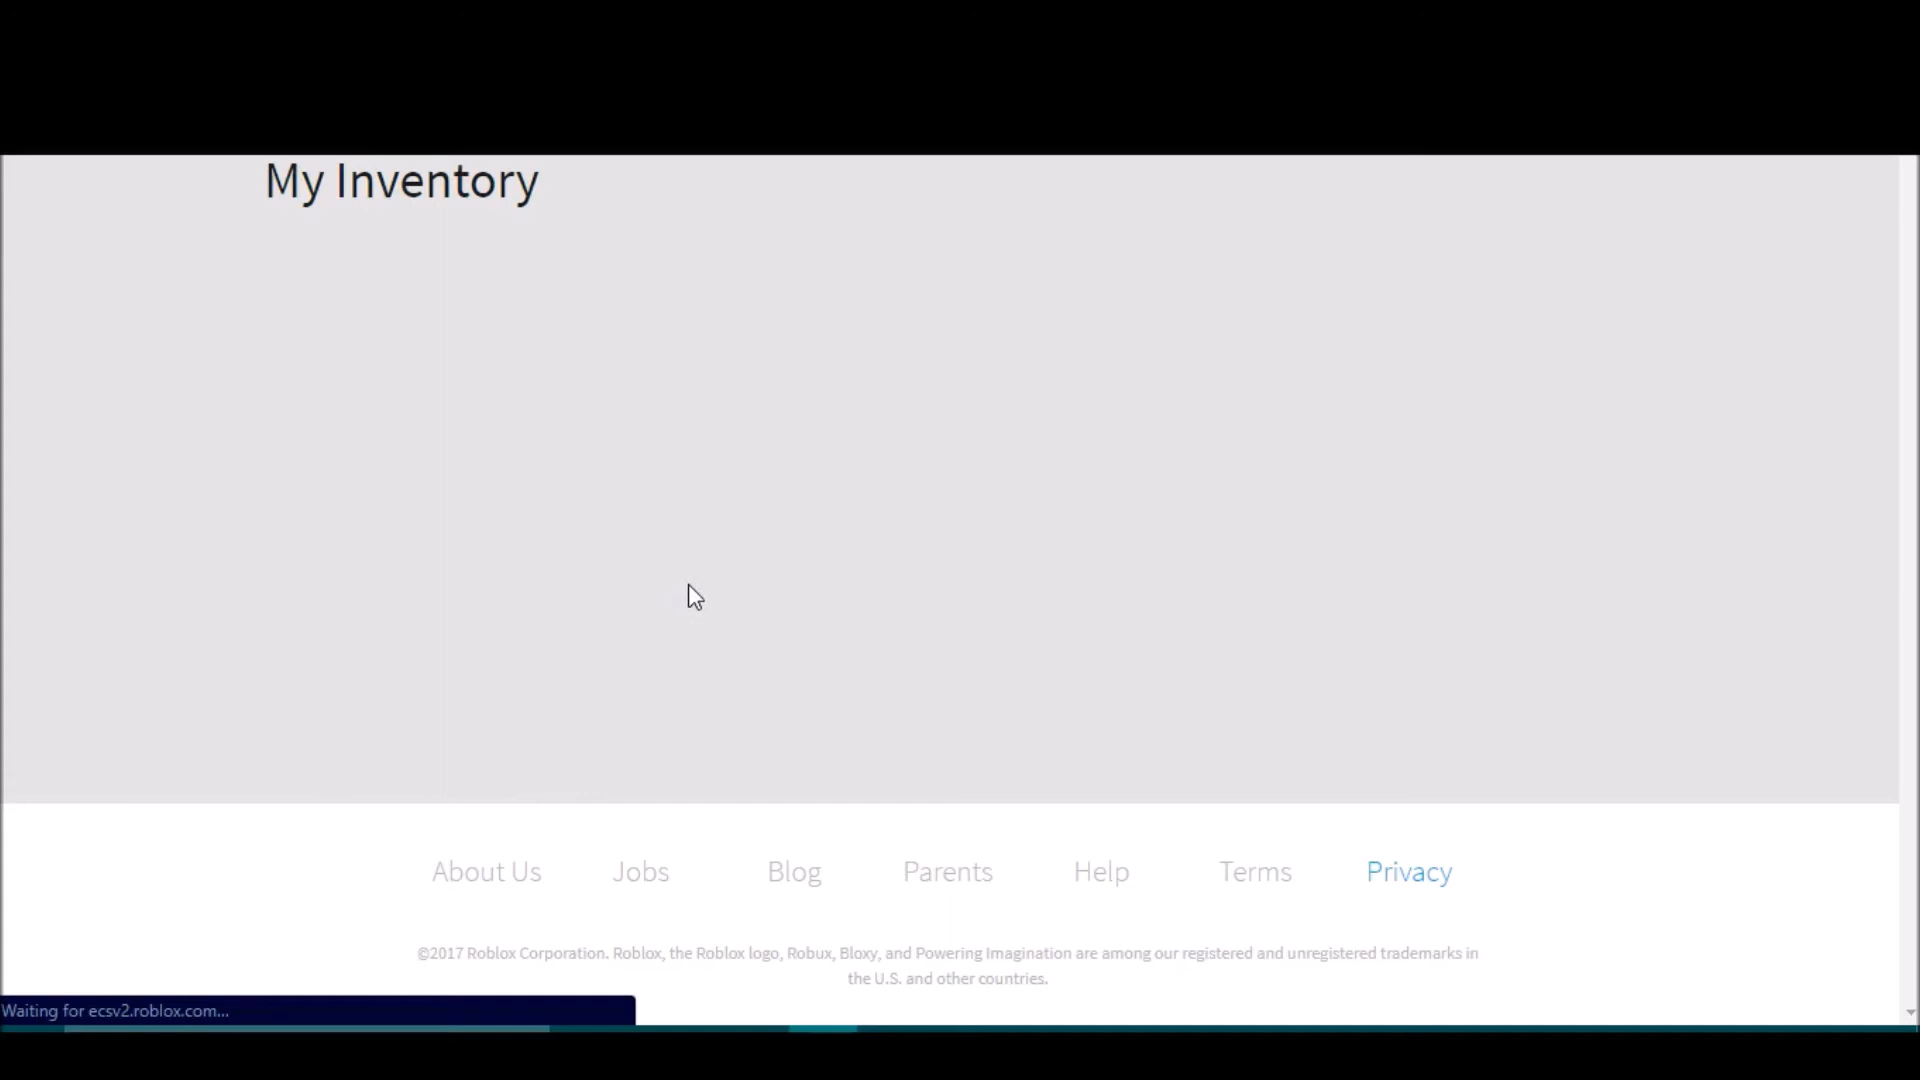 My Inventory
About Us Jobs Blog Parents Help Terms Privacy
©2017 Roblox Corporation. Roblox, the Roblox logo, Robux, Bloxy, and Powering Imagination are among our registered and unregistered trademarks in
the U.S. and other countries.
Waiting for ecsv2.roblox.com...